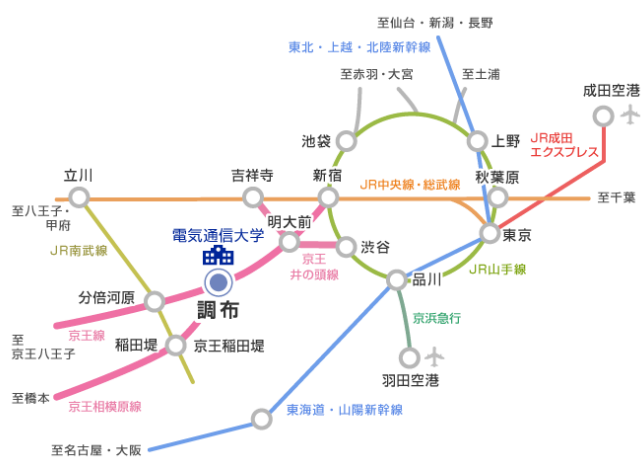 至仙台・新潟・長野
東北・上越・北陸新幹線
至赤羽・大宮
至土浦
成田空港
池袋
上野
JR成田
エクスプレス
立川
吉祥寺
新宿
秋葉原
JR中央線・総武線
至千葉
至八王子・
甲府
明大前
電気通信大学
渋谷
東京
JR南武線
京王
井の頭線
JR山手線
品川
分倍河原
調布
京浜急行
京王線
至
京王八王子
稲田堤
京王稲田堤
羽田空港
至橋本
京王相模原線
東海道・山陽新幹線
至名古屋・大阪